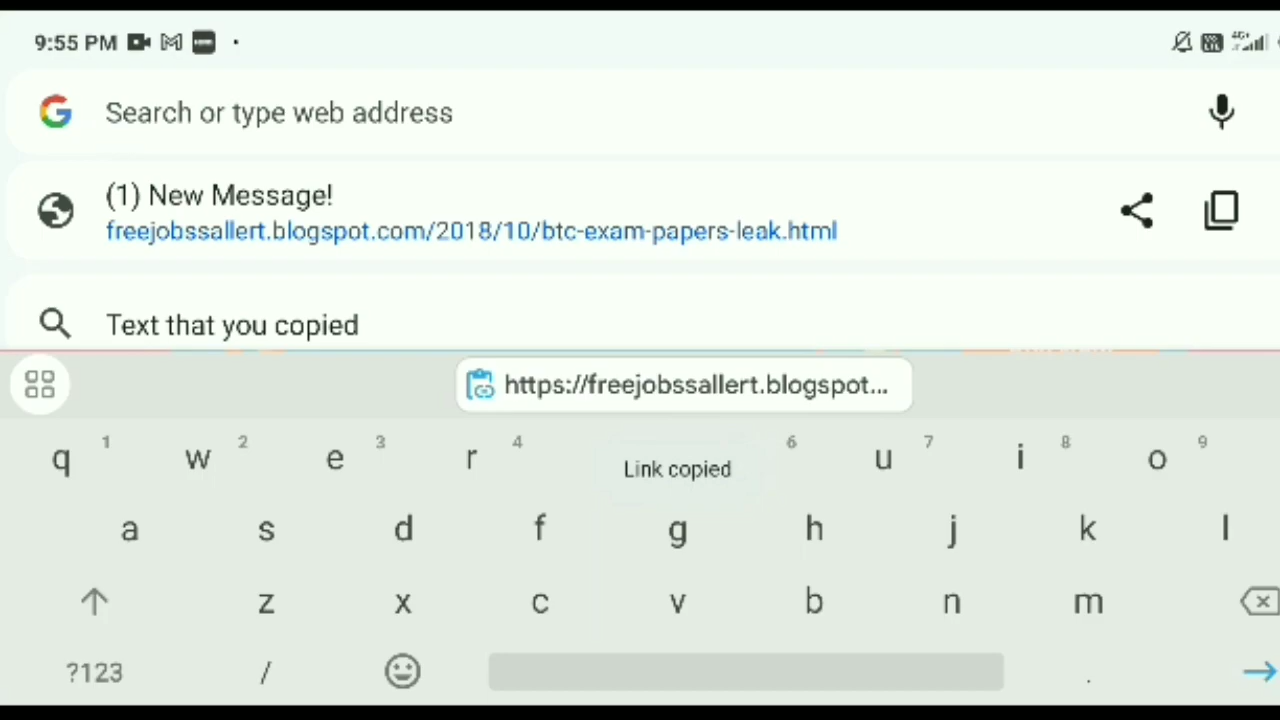 9:55 PM
Search or type web address
(1) New Message!
freejobssallert.blogspot.com/2018/10/btc-exam-papers-leak.html
Text that you copied
https://freejobssallert.blogspot...
1 2 3 4 6 7 8 9
q w e r u i o
Link copied
a s d f g h j k l
z x c v b n m
?123 / .